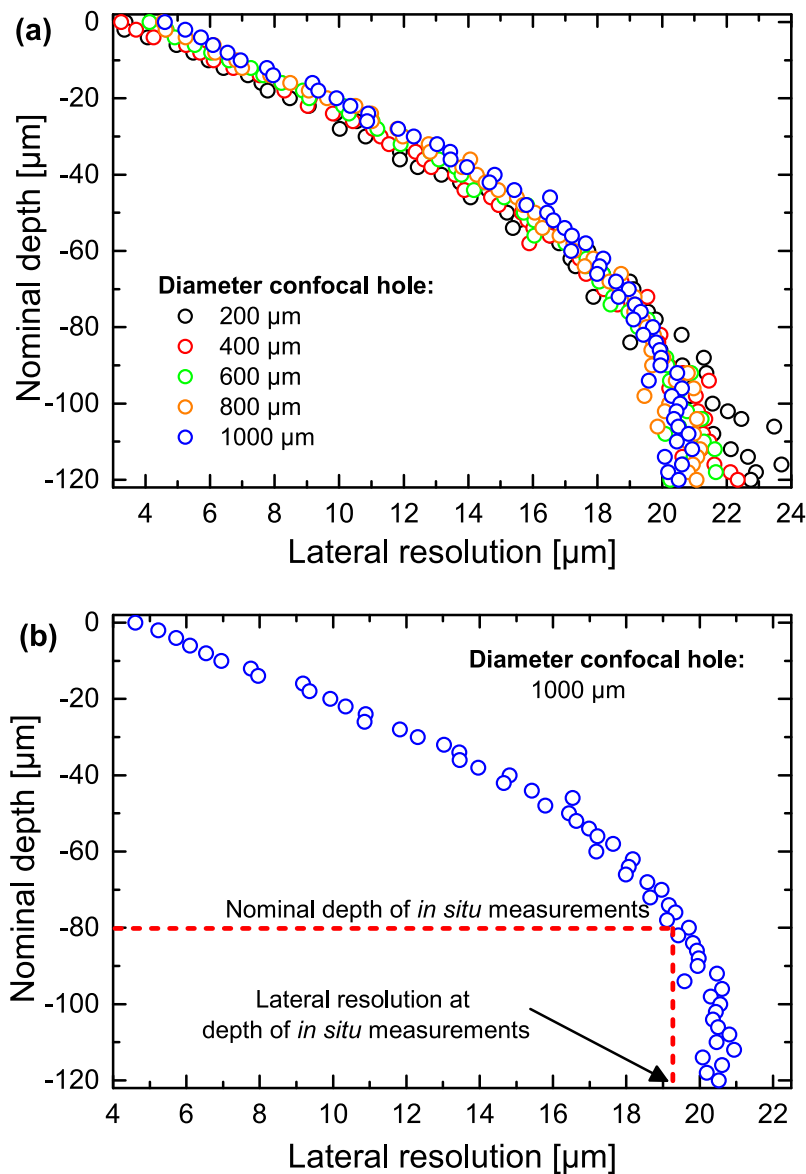 (a)
0
-20
-40
-60
-80
-100
-120
Nominal depth [µm]
Diameter confocal hole:
200 µm
400 µm
600 µm
800 µm
1000 µm
4 6 8 10 12 14 16 18 20 22 24
Lateral resolution [µm]
(b)
0
-20
-40
-60
-80
-100
-120
Nominal depth [µm]
Diameter confocal hole:
1000 µm
Nominal depth of in situ measurements
Lateral resolution at
depth of in situ measurements
4 6 8 10 12 14 16 18 20 22
Lateral resolution [µm]